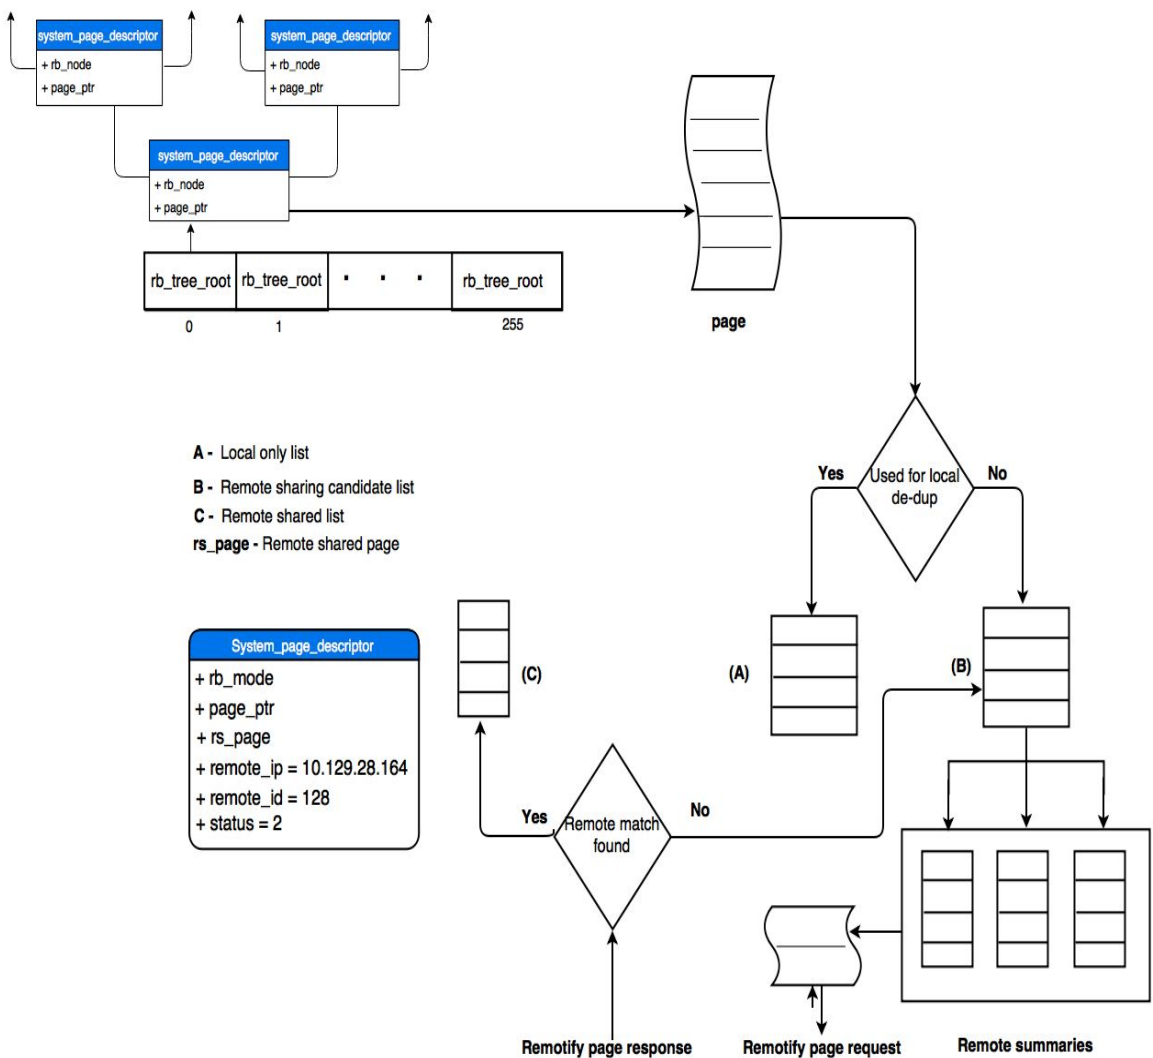 system_page_descriptor
+ rb_node
+ page_ptr
system_page_descriptor
+ rb_node
+ page_ptr
system_page_descriptor
+ rb_node
+ page_ptr
rb_tree_root
rb_tree_root
. . .
rb_tree_root
0
1
255
page
A - Local only list
B - Remote sharing candidate list
C - Remote shared list
rs_page - Remote shared page
Used for local
de-dup
Yes
No
(A)
(B)
(C)
System_page_descriptor
+ rb_mode
+ page_ptr
+ rs_page
+ remote_ip = 10.129.28.164
+ remote_id = 128
+ status = 2
Remote match
found
Yes
No
Remotify page response
Remotify page request
Remote summaries